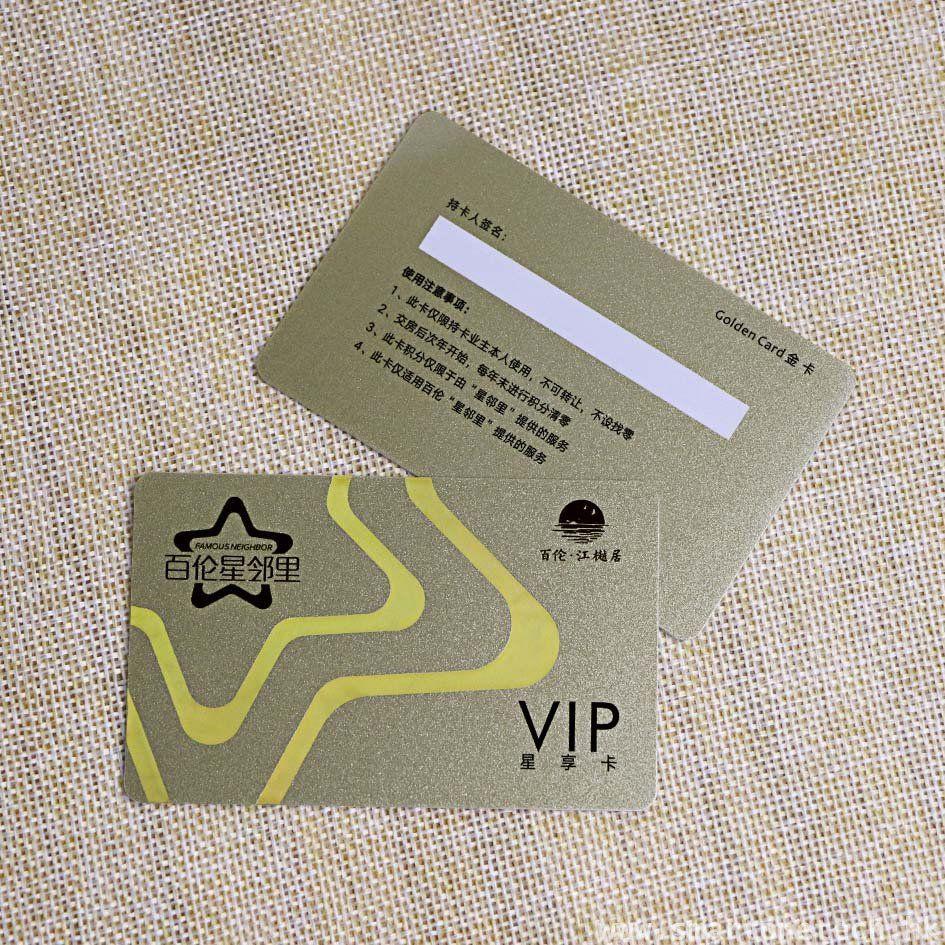 持卡人签名：
Golden Card 金 卡
使用注意事项：
1、此卡仅限持卡业主本人使用，不可转让，不设找零
2、交房后次年开始，每年末进行积分清零
3、此卡积分仅限于由“星邻里”提供的服务
4、此卡仅适用百伦“星邻里”提供的服务
FAMOUS NEIGHBOR
百伦星邻里
百伦·江樾居
VIP
星享卡